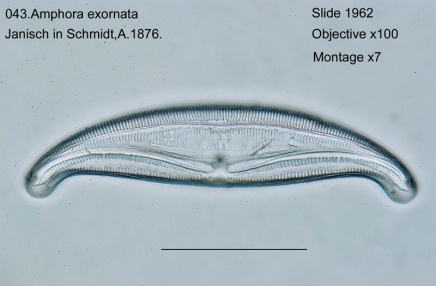 043.Amphora exornata
Janisch in Schmidt,A.1876.
Slide 1962
Objective x100
Montage x7